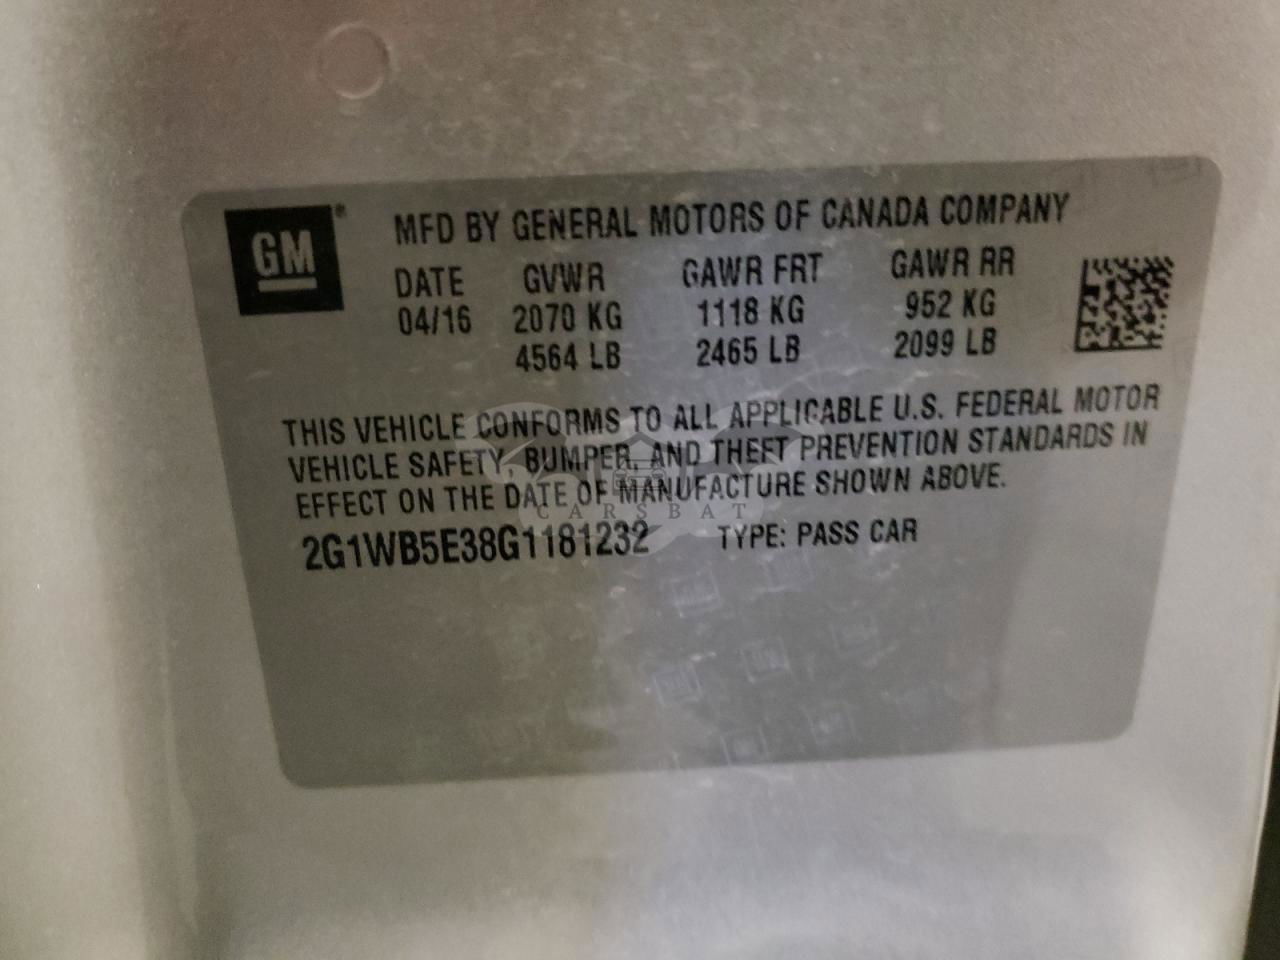 GM®
MFD BY GENERAL MOTORS OF CANADA COMPANY
DATE GVWR GAWR FRT GAWR RR
04/16 2070 KG 1118 KG 952 KG
4564 LB 2465 LB 2099 LB
THIS VEHICLE CONFORMS TO ALL APPLICABLE U.S. FEDERAL MOTOR
VEHICLE SAFETY, BUMPER, AND THEFT PREVENTION STANDARDS IN
EFFECT ON THE DATE OF MANUFACTURE SHOWN ABOVE.
CARSBAT
2G1WB5E38G1181232 TYPE: PASS CAR